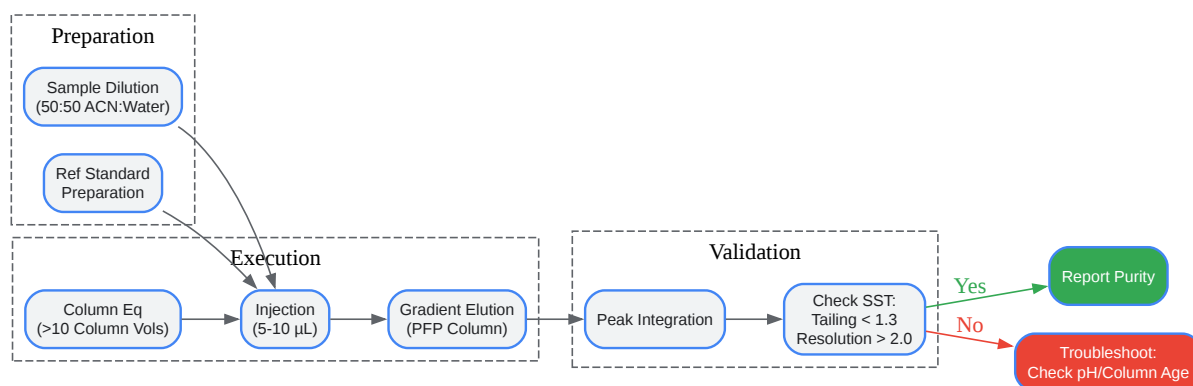 Preparation
Sample Dilution
(50:50 ACN:Water)
Ref Standard
Preparation
Execution
Column Eq
(>10 Column Vols)
Injection
(5-10 µL)
Gradient Elution
(PFP Column)
Validation
Peak Integration
Check SST:
Tailing < 1.3
Resolution > 2.0
Yes
Report Purity
No
Troubleshoot:
Check pH/Column Age